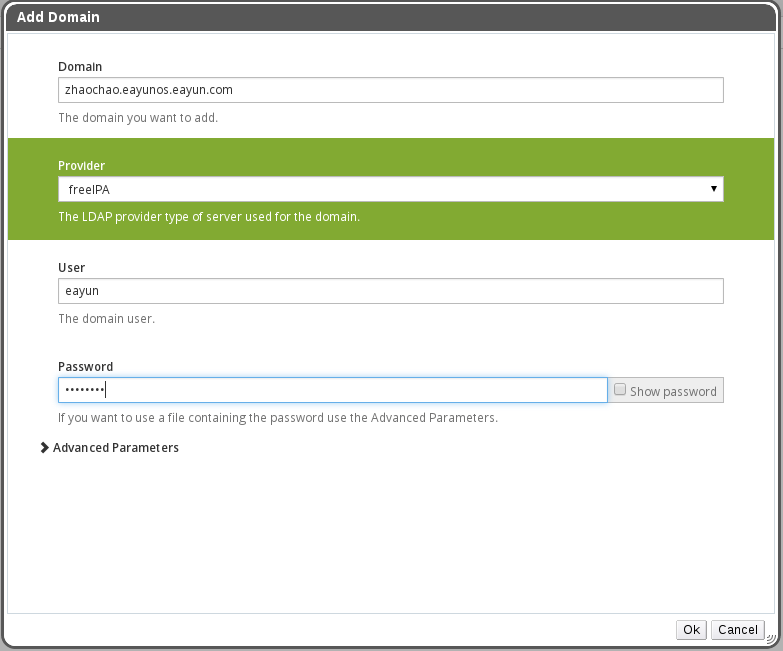 Add Domain
Domain
zhaochao.eayunos.eayun.com
The domain you want to add.
Provider
freeIPA
The LDAP provider type of server used for the domain.
User
eayun
The domain user.
Password
••••••••
Show password
If you want to use a file containing the password use the Advanced Parameters.
Advanced Parameters
Ok Cancel